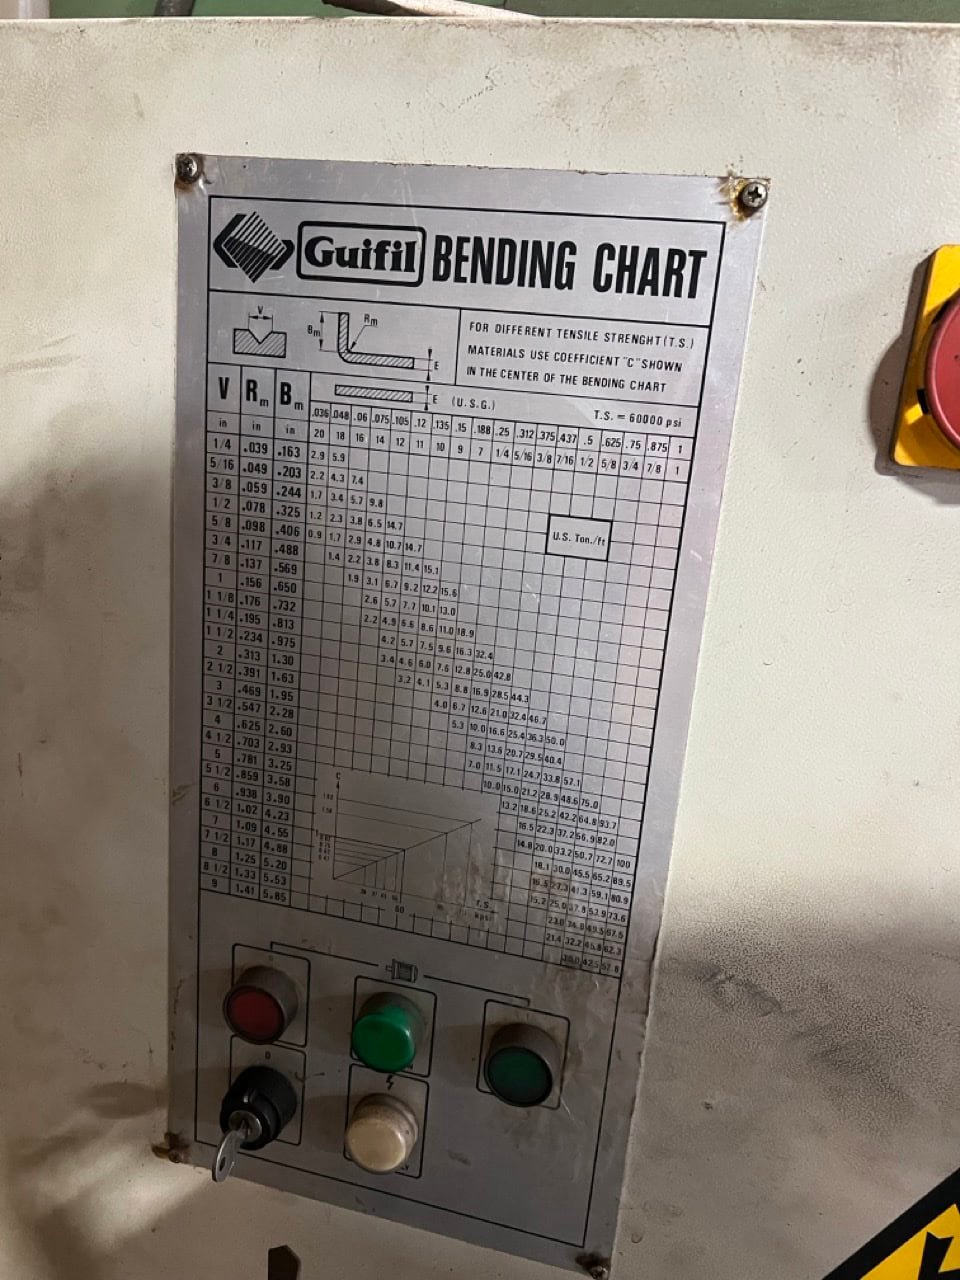 Guifil BENDING CHART
V
Bm
Rm
E
FOR DIFFERENT TENSILE STRENGHT (T.S.)
MATERIALS USE COEFFICIENT "C" SHOWN
IN THE CENTER OF THE BENDING CHART
V Rm Bm
E (U.S.G.) T.S. = 60000 psi
in in in
.036 .048 .06 .075 .105 .12 .135 .15 .188 .25 .312 .375 .437 .5 .625 .75 .875 1
20 18 16 14 12 11 10 9 7 1/4 5/16 3/8 7/16 1/2 5/8 3/4 7/8 1
1/4 .039 .163 2.9 5.9
5/16 .049 .203 2.2 4.3 7.4
3/8 .059 .244 1.7 3.4 5.7 9.8
1/2 .078 .325 1.2 2.3 3.8 6.5 14.7
5/8 .098 .406 0.9 1.7 2.9 4.8 10.7 14.7
3/4 .117 .488 1.4 2.2 3.8 8.3 11.4 15.1
7/8 .137 .569 1.9 3.1 6.7 9.2 12.2 15.6
1 .156 .650 2.6 5.7 7.7 10.1 13.0
1 1/8 .176 .732 2.2 4.9 6.6 8.6 11.0 18.9
1 1/4 .195 .813 4.2 5.7 7.5 9.6 16.3 32.4
1 1/2 .234 .975 3.4 4.6 6.0 7.6 12.8 25.0 42.8
2 .313 1.30 3.2 4.1 5.3 8.8 16.9 28.5 44.3
2 1/2 .391 1.63 4.0 6.7 12.6 21.0 32.4 46.7
3 .469 1.95 5.3 10.0 16.6 25.4 36.3 50.0
3 1/2 .547 2.28 8.3 13.6 20.7 29.5 40.4
4 .625 2.60 7.0 11.5 17.1 24.7 33.8 57.1
4 1/2 .703 2.93 10.0 15.0 21.2 28.9 48.6 75.0
5 .781 3.25 13.2 18.6 25.2 42.2 64.8 93.7
5 1/2 .859 3.58 16.5 22.3 37.2 56.9 82.0
6 .938 3.90 14.8 20.0 33.2 50.7 72.7 100
6 1/2 1.02 4.23 18.1 30.0 45.5 65.2 89.5
7 1.09 4.55 16.5 27.3 41.3 59.1 80.9
7 1/2 1.17 4.88 15.2 25.0 37.8 53.9 73.6
8 1.25 5.20 23.0 34.8 49.5 67.5
8 1/2 1.33 5.53 21.4 32.2 45.8 62.3
9 1.41 5.85 30.0 42.5 57.8
U.S. Ton./ft
C
60
T.S.
kpsi